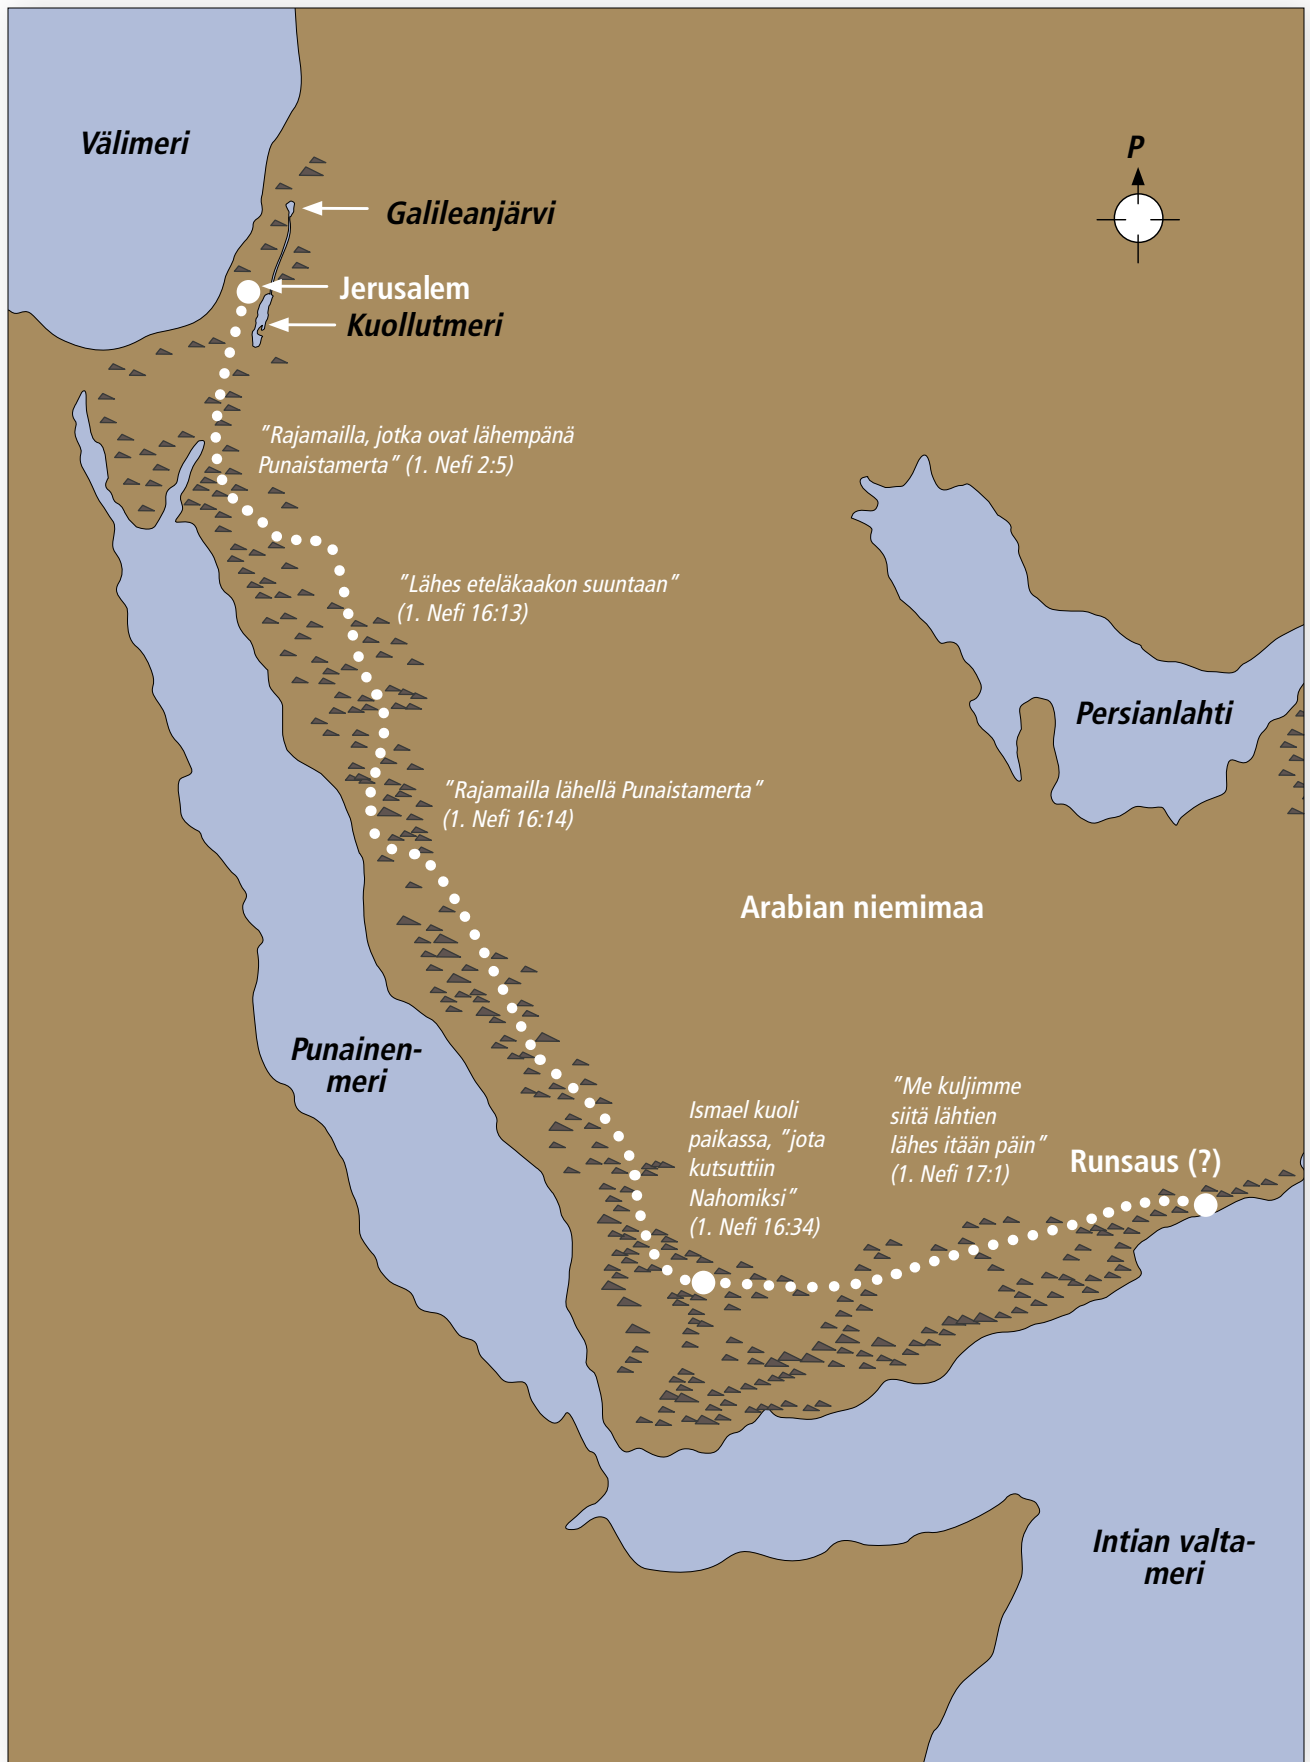 Välimeri
P
Galileanjärvi
Jerusalem
Kuollutmeri
”Rajamailla, jotka ovat lähempänä
Punaistamerta” (1. Nefi 2:5)
”Lähes eteläkaakon suuntaan”
(1. Nefi 16:13)
Persianlahti
”Rajamailla lähellä Punaistamerta”
(1. Nefi 16:14)
Arabian niemimaa
Punainen-
meri
Ismael kuoli
paikassa, ”jota
kutsuttiin
Nahomiksi”
(1. Nefi 16:34)
”Me kuljimme
siitä lähtien
lähes itään päin”
(1. Nefi 17:1)
Runsaus (?)
Intian valta-
meri